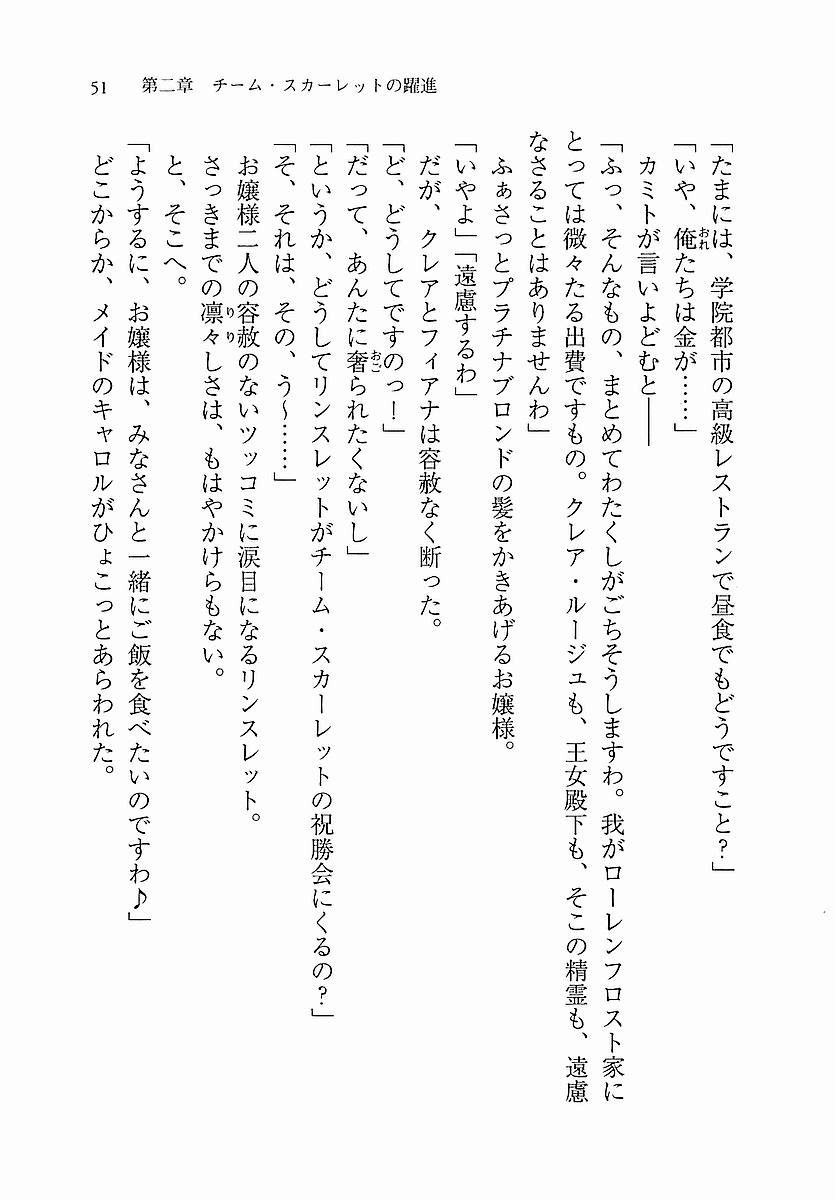 51　第二章　チーム・スカーレットの躍進
「たまには、学院都市の高級レストランで昼食でもどうですこと？」
「いや、俺たちは金が……」
カミトが言いよどむと――
「ふっ、そんなもの、まとめてわたくしがごちそうしますわ。我がローレンフロスト家に
とっては微々たる出費ですもの。クレア・ルージュも、王女殿下も、そこの精霊も、遠慮
なさることはありませんわ」
ふぁさっとプラチナブロンドの髪をかきあげるお嬢様。
「いやよ」「遠慮するわ」
だが、クレアとフィアナは容赦なく断った。
「ど、どうしてですのっ！」
「だって、あんたに奢られたくないし」
「というか、どうしてリンスレットがチーム・スカーレットの祝勝会にくるの？」
「そ、それは、その、う～……」
お嬢様二人の容赦のないツッコミに涙目になるリンスレット。
さっきまでの凛々しさは、もはやかけらもない。
と、そこへ。
「ようするに、お嬢様は、みなさんと一緒にご飯を食べたいのですわ♪」
どこからか、メイドのキャロルがひょこっとあらわれた。